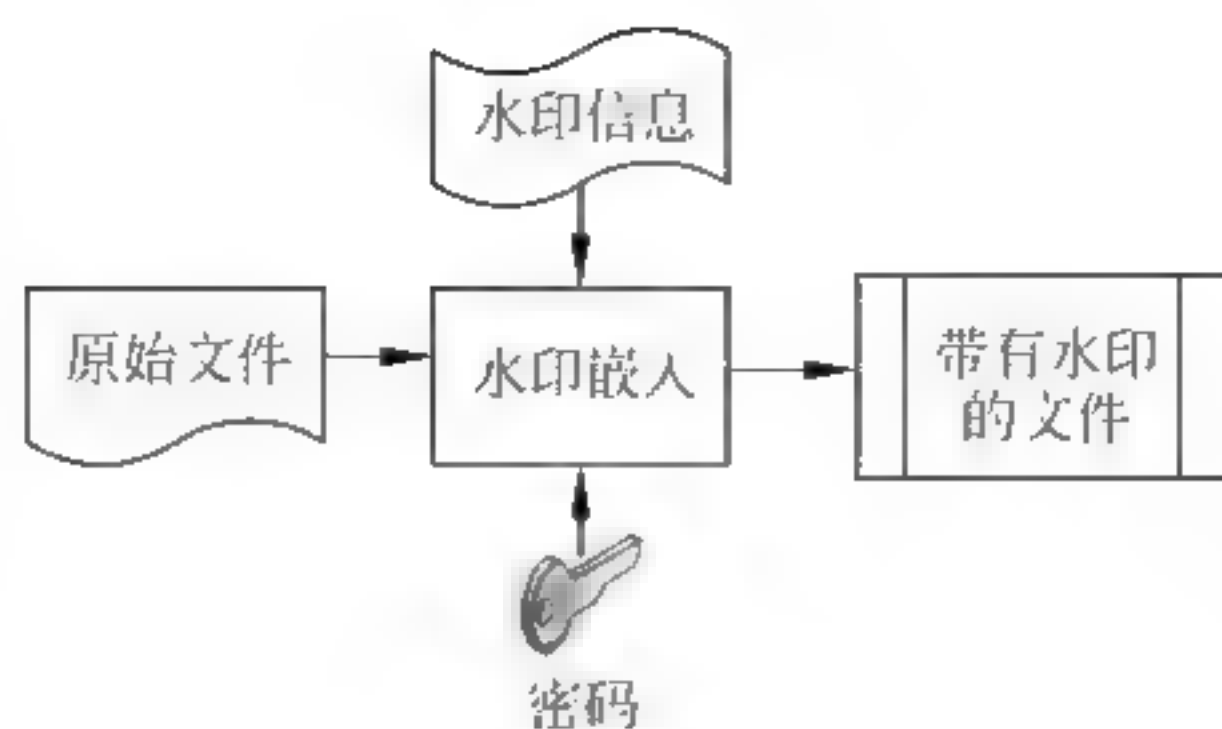 水印信息
原始文件
水印嵌入
带有水印
的文件
密码